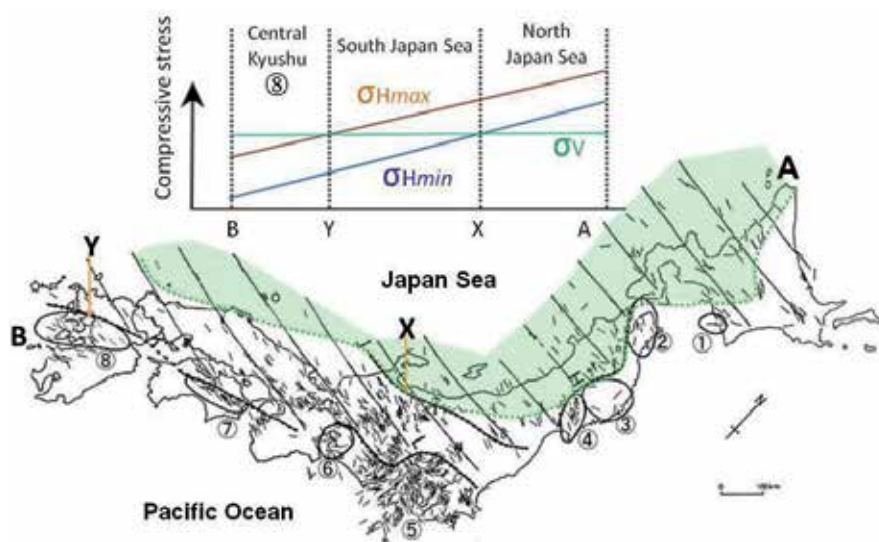 Central
Kyushu
⑧
South Japan Sea
North
Japan Sea
Compressive stress
σHmax
σV
σHmin
B
Y
X
A
A
Y
Japan Sea
X
B
⑧
②
①
⑦
④
③
⑥
N
Pacific Ocean
⑤
0